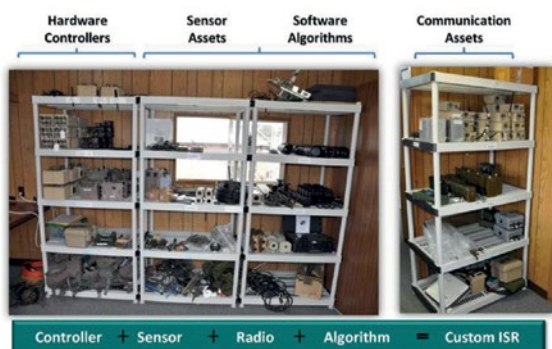 Hardware
Controllers
Sensor
Assets
Software
Algorithms
Communication
Assets
Controller + Sensor + Radio + Algorithm = Custom ISR